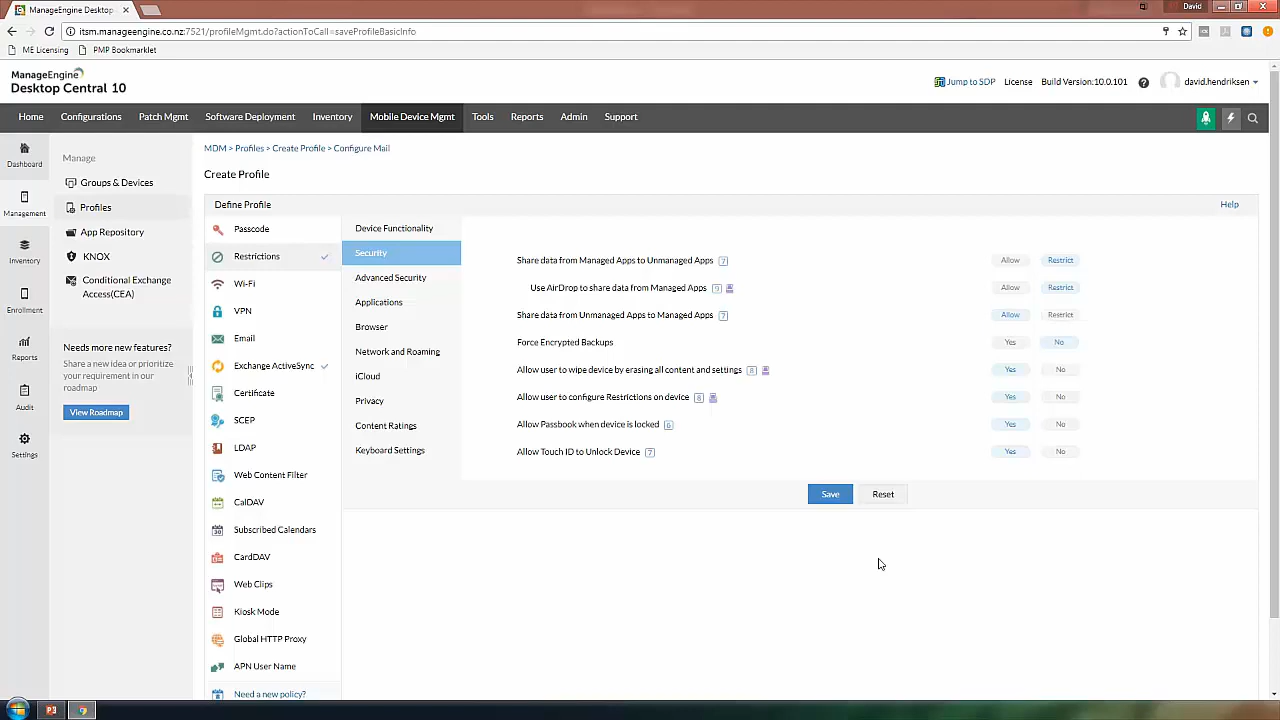 ManageEngine Desktop
David
itsm.manageengine.co.nz:7521/profileMgmt.do?actionToCall=saveProfileBasicInfo
ME Licensing
PMP Bookmarklet
ManageEngine
Desktop Central 10
Jump to SDP
License
Build Version:10.0.101
david.hendriksen
Home
Configurations
Patch Mgmt
Software Deployment
Inventory
Mobile Device Mgmt
Tools
Reports
Admin
Support
Dashboard
Management
Inventory
Enrollment
Reports
Audit
Settings
Manage
Groups & Devices
Profiles
App Repository
KNOX
Conditional Exchange
Access(CEA)
Needs more new features?
Share a new idea or prioritize
your requirement in our
roadmap
View Roadmap
MDM > Profiles > Create Profile > Configure Mail
Create Profile
Define Profile
Help
Passcode
Restrictions
Wi-Fi
VPN
Email
Exchange ActiveSync
Certificate
SCEP
LDAP
Web Content Filter
CalDAV
Subscribed Calendars
CardDAV
Web Clips
Kiosk Mode
Global HTTP Proxy
APN User Name
Need a new policy?
Device Functionality
Security
Advanced Security
Applications
Browser
Network and Roaming
iCloud
Privacy
Content Ratings
Keyboard Settings
Share data from Managed Apps to Unmanaged Apps 7 Allow Restrict
Use AirDrop to share data from Managed Apps 9 Allow Restrict
Share data from Unmanaged Apps to Managed Apps 7 Allow Restrict
Force Encrypted Backups Yes No
Allow user to wipe device by erasing all content and settings 8 Yes No
Allow user to configure Restrictions on device 8 Yes No
Allow Passbook when device is locked 6 Yes No
Allow Touch ID to Unlock Device 7 Yes No
Save
Reset